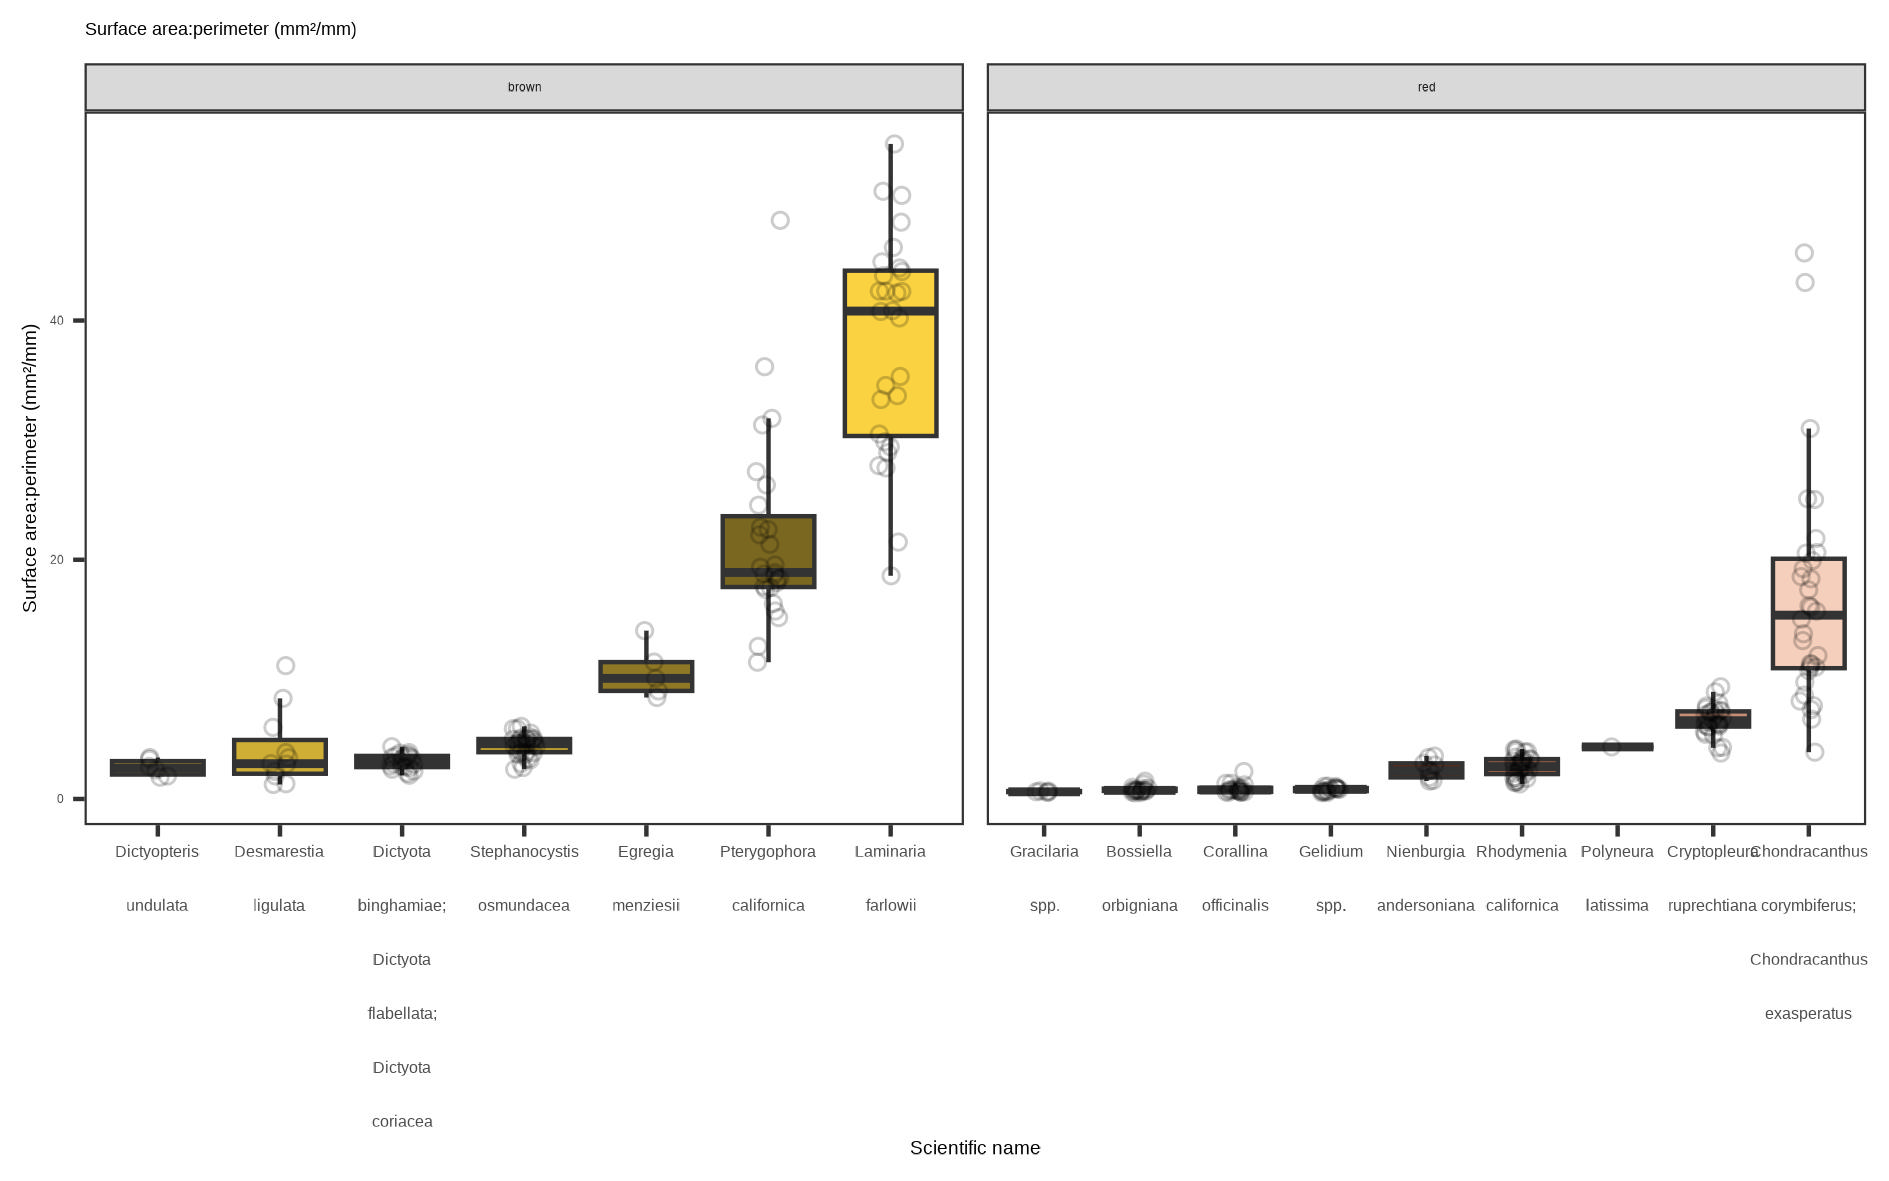 Surface area:perimeter (mm²/mm)
brown
red
Surface area:perimeter (mm²/mm)
40
20
0
Dictyopteris Desmarestia Dictyota Stephanocystis Egregia Pterygophora Laminaria Gracilaria Bossiella Corallina Gelidium Nienburgia Rhodymenia Polyneura Cryptopleura Chondracanthus
undulata ligulata binghamiae; osmundacea menziesii californica farlowii spp. orbigniana officinalis spp. andersoniana californica latissima ruprechtiana corymbiferus;
Dictyota Chondracanthus
flabellata; exasperatus
Dictyota
coriacea
Scientific name